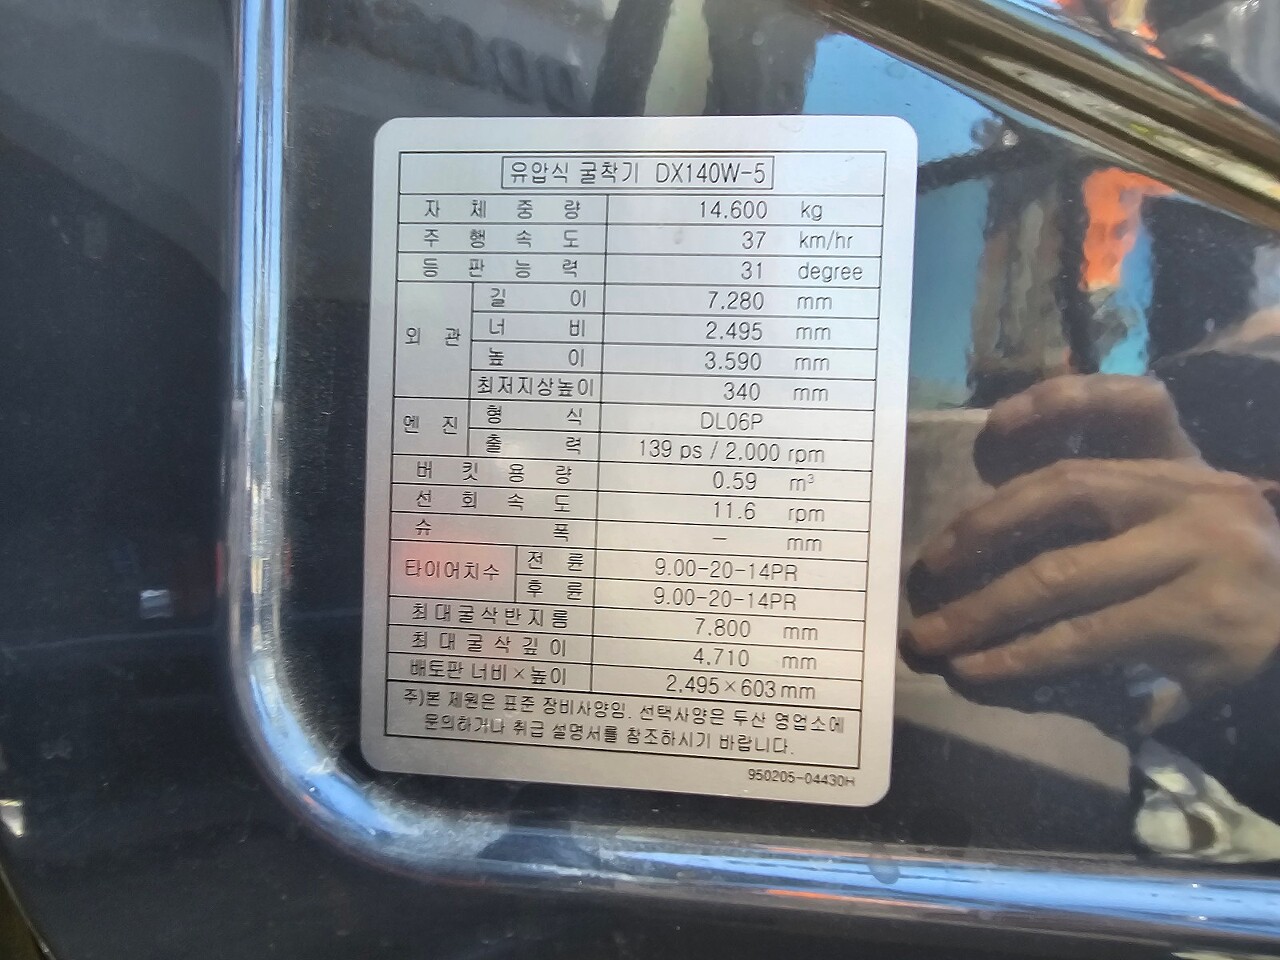 유압식 굴착기 DX140W-5
자체중량 14.600 kg
주행속도 37 km/hr
등판능력 31 degree
외관 길이 7.280 mm
너비 2.495 mm
높이 3.590 mm
최저지상높이 340 mm
엔진 형식 DL06P
출력 139 ps / 2.000 rpm
버킷용량 0.59 m³
선회속도 11.6 rpm
슈폭 - mm
타이어치수 전륜 9.00-20-14PR
후륜 9.00-20-14PR
최대굴삭반지름 7.800 mm
최대굴삭깊이 4.710 mm
배토판 너비×높이 2.495×603 mm
주)본 제원은 표준 장비사양임. 선택사양은 두산 영업소에
문의하거나 취급 설명서를 참조하시기 바랍니다.
950205-04430H